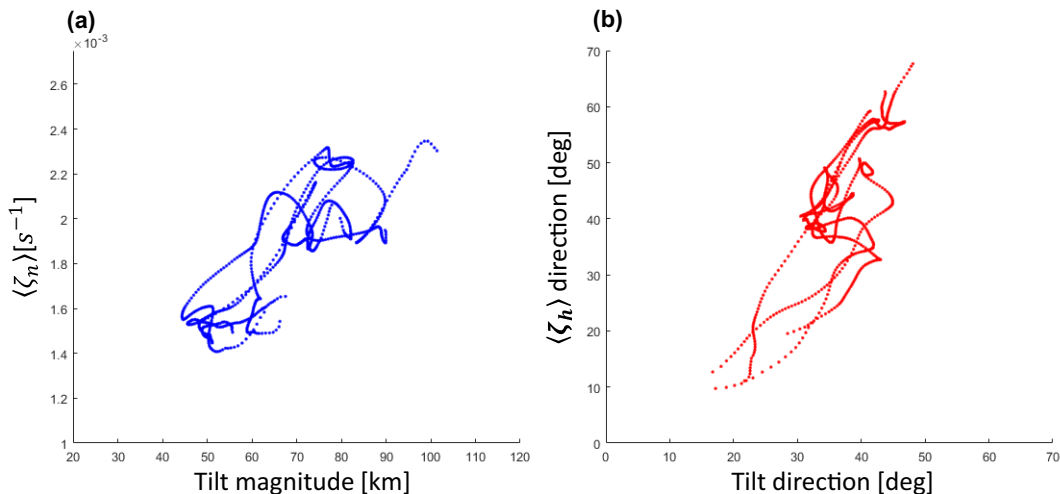 (a)
×10⁻³
2.6
2.4
2.2
2
1.8
1.6
1.4
1.2
1
20 30 40 50 60 70 80 90 100 110 120
⟨ζₙ⟩[s⁻¹]
Tilt magnitude [km]
(b)
70
60
50
40
30
20
10
0
0 10 20 30 40 50 60 70
⟨ζₕ⟩ direction [deg]
Tilt direction [deg]